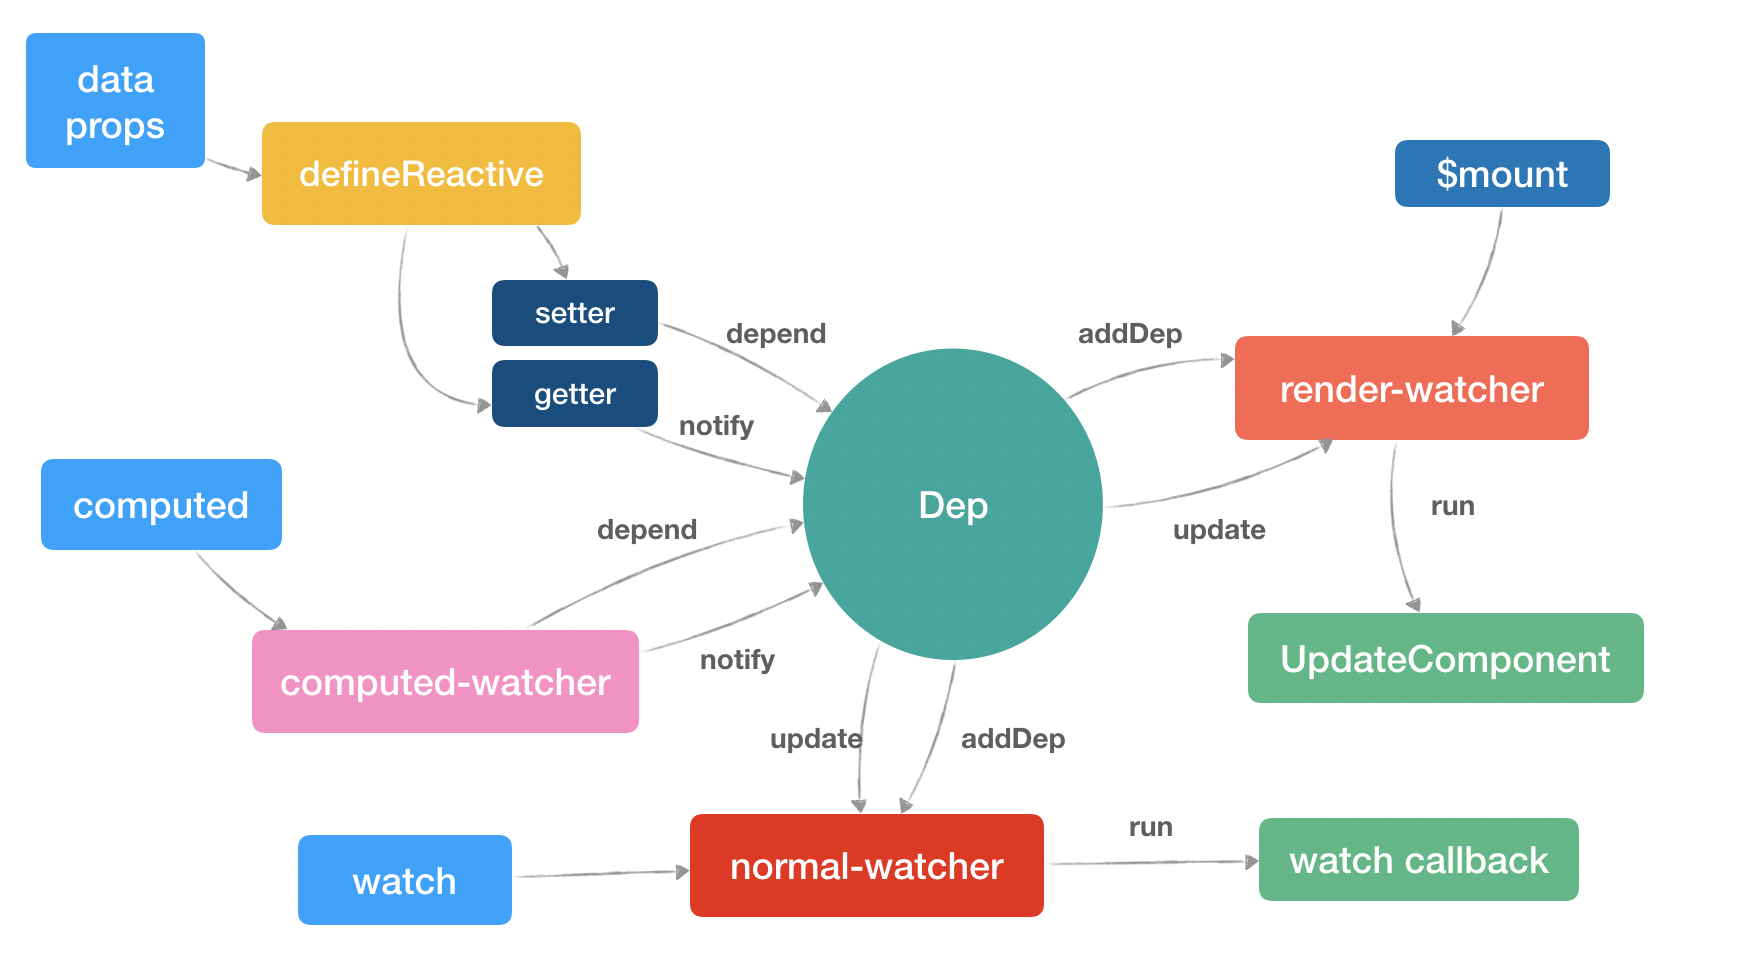 data
props
defineReactive
$mount
setter
depend
addDep
getter
render-watcher
notify
computed
Dep
run
depend
update
notify
UpdateComponent
computed-watcher
update
addDep
run
watch
normal-watcher
watch callback